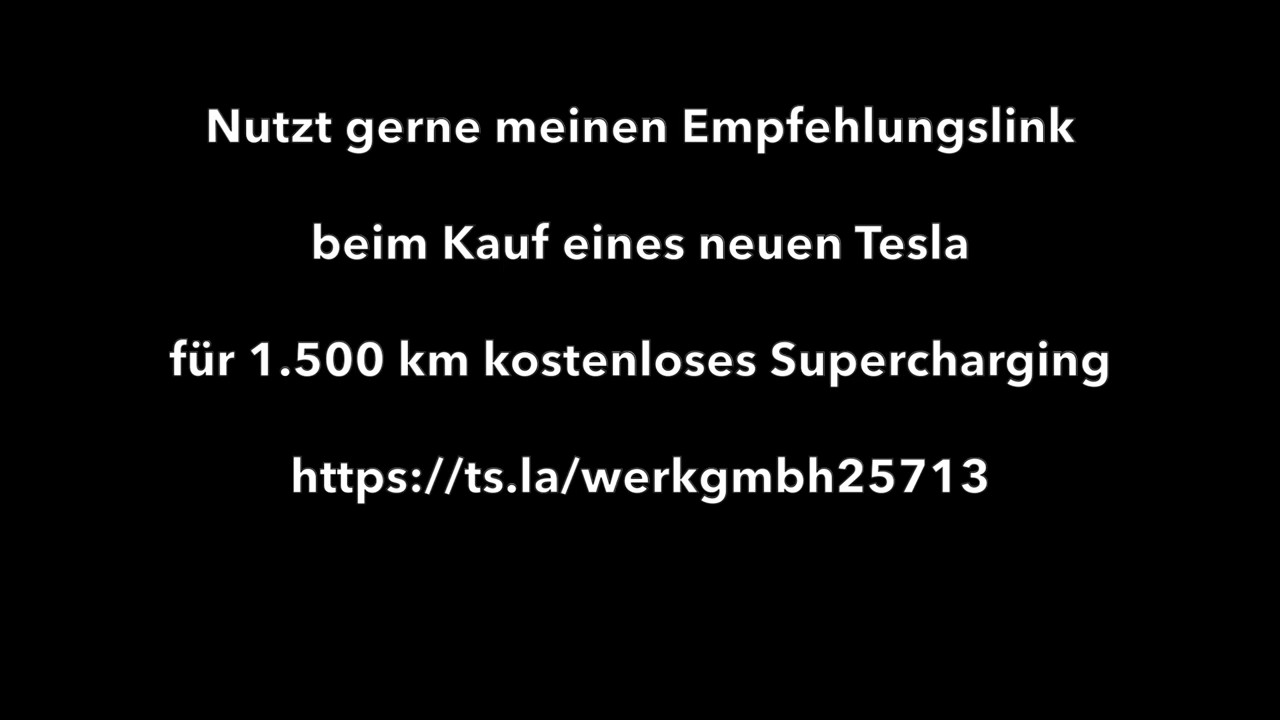 Nutzt gerne meinen Empfehlungslink
beim Kauf eines neuen Tesla
für 1.500 km kostenloses Supercharging
https://ts.la/werkgmbh25713